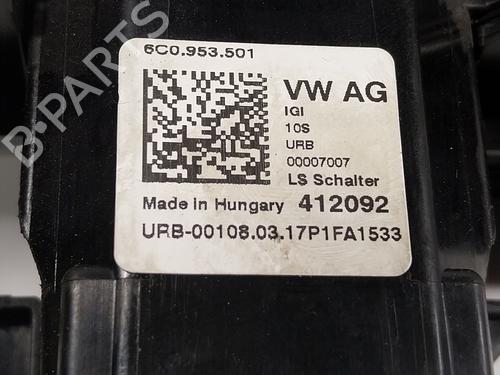 6C0.953.501
VW AG
IGI
10S
URB
00007007
LS Schalter
Made in Hungary 412092
URB-00108.03.17P1FA1533
B-PARTS